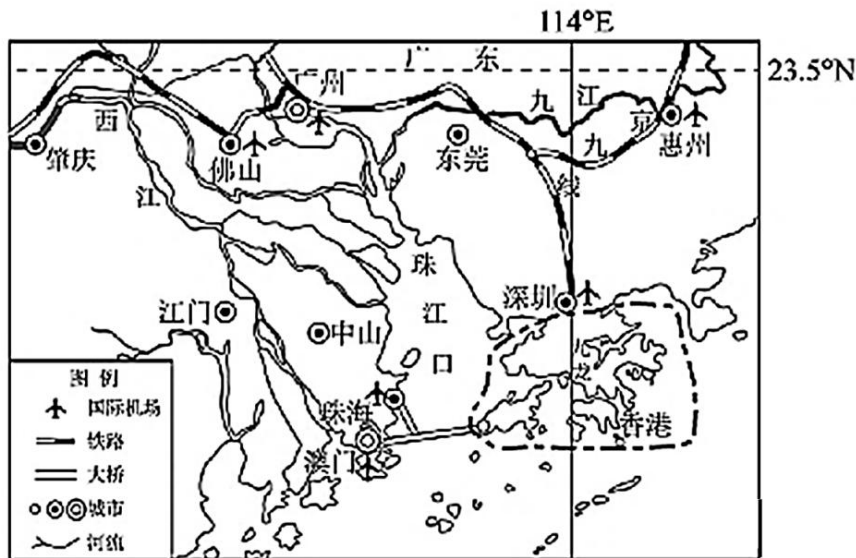 114°E
广东
23.5°N
广州
西
江
九
江
京
惠州
肇庆
佛山
东莞
九
线
珠
江
口
深圳
江门
中山
九龙
香港
珠海
澳门
图例
国际机场
铁路
大桥
城市
河流